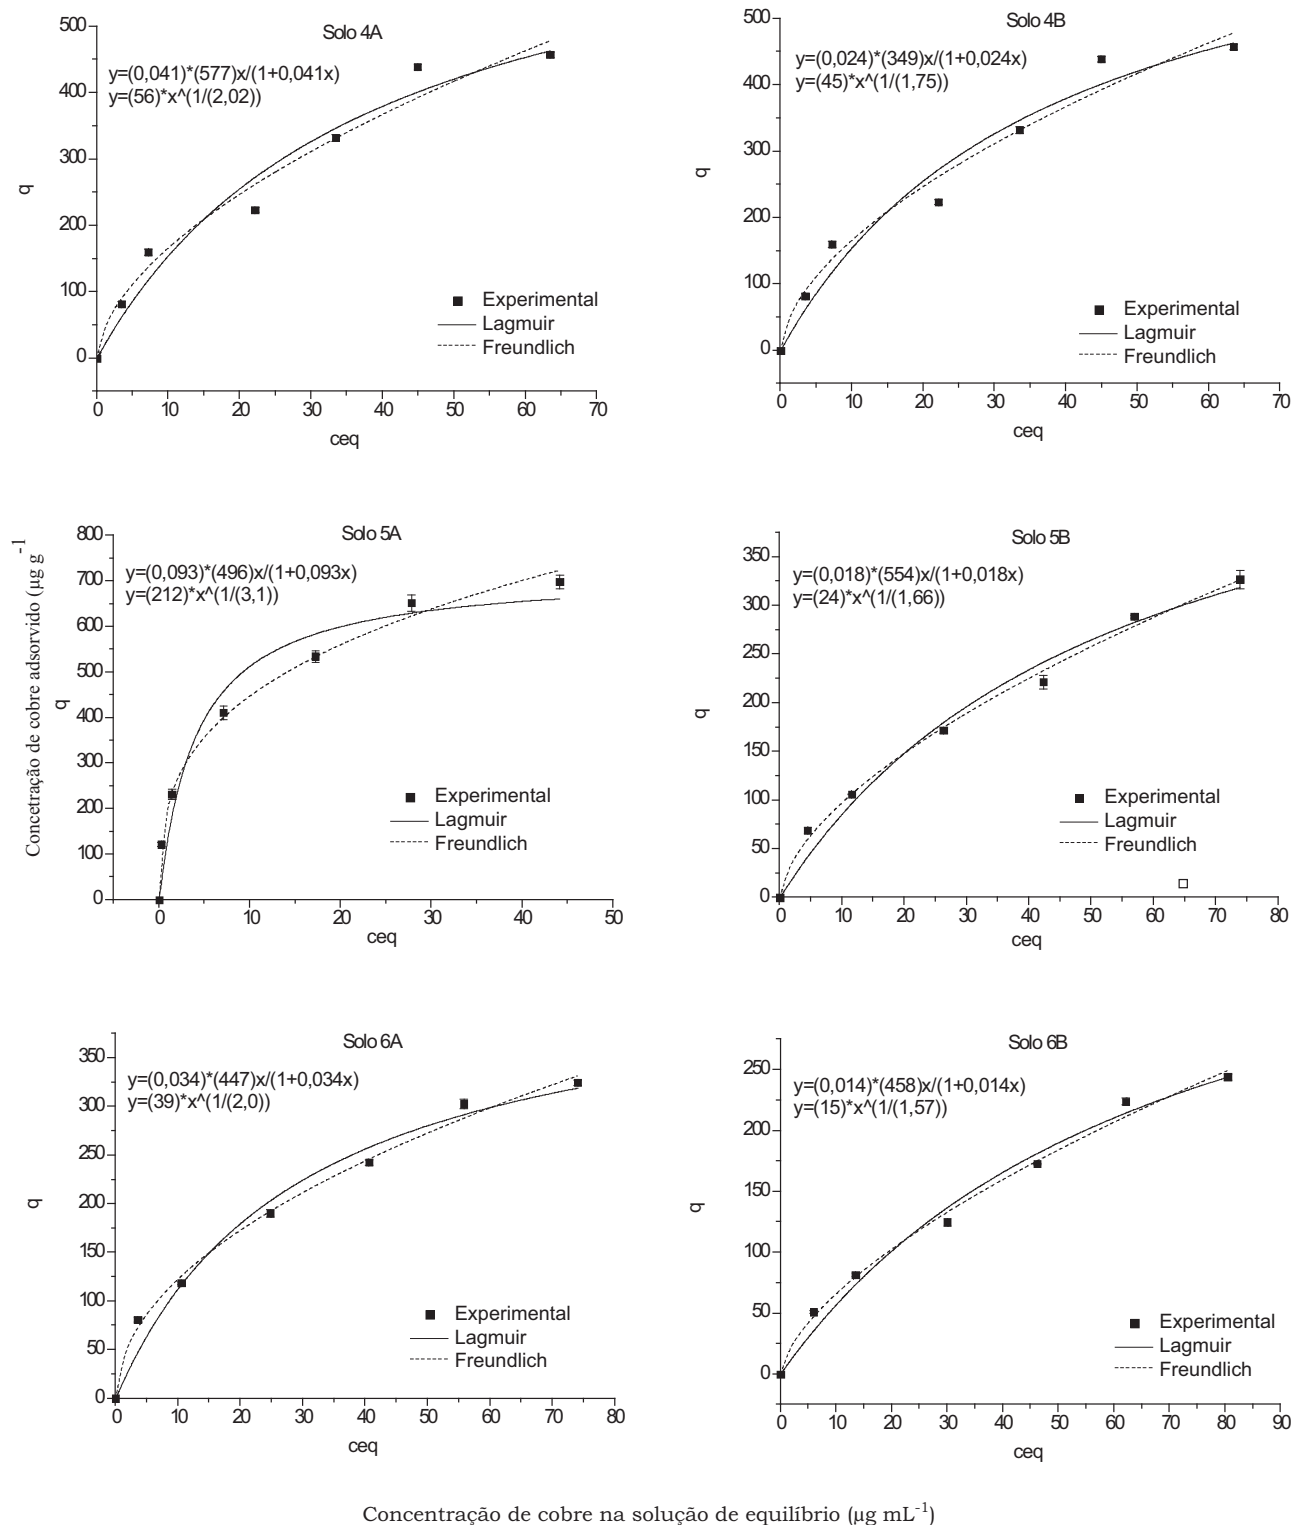 Solo 4A
y=(0,041)*(577)x/(1+0,041x)
y=(56)*x^(1/(2,02))
500
400
300
200
100
0
q
Experimental
Lagmuir
Freundlich
0 10 20 30 40 50 60 70
ceq
Solo 4B
y=(0,024)*(349)x/(1+0,024x)
y=(45)*x^(1/(1,75))
500
400
300
200
100
0
q
Experimental
Lagmuir
Freundlich
0 10 20 30 40 50 60 70
ceq
Concetração de cobre adsorvido (µg g⁻¹
Solo 5A
y=(0,093)*(496)x/(1+0,093x)
y=(212)*x^(1/(3,1))
800
700
600
500
400
300
200
100
0
q
Experimental
Lagmuir
Freundlich
0 10 20 30 40 50
ceq
Solo 5B
y=(0,018)*(554)x/(1+0,018x)
y=(24)*x^(1/(1,66))
350
300
250
200
150
100
50
0
q
Experimental
Lagmuir
Freundlich
0 10 20 30 40 50 60 70 80
ceq
Solo 6A
y=(0,034)*(447)x/(1+0,034x)
y=(39)*x^(1/(2,0))
350
300
250
200
150
100
50
0
q
Experimental
Lagmuir
Freundlich
0 10 20 30 40 50 60 70 80
ceq
Solo 6B
y=(0,014)*(458)x/(1+0,014x)
y=(15)*x^(1/(1,57))
250
200
150
100
50
0
q
Experimental
Lagmuir
Freundlich
0 10 20 30 40 50 60 70 80 90
ceq
Concentração de cobre na solução de equilíbrio (µg mL⁻¹)